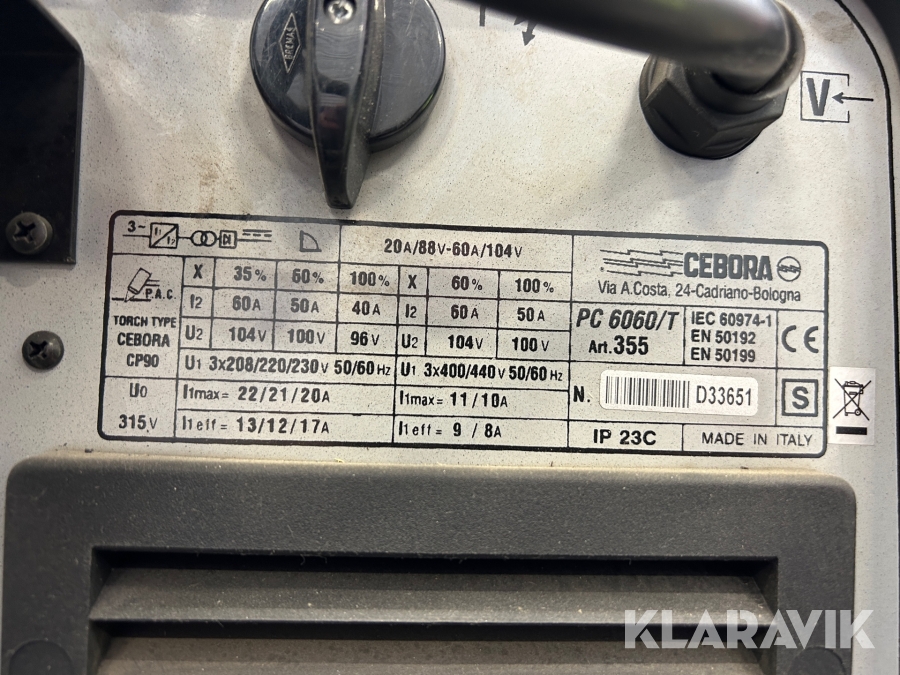 BREMAS
V
3~
20A/88V-60A/104V
CEBORA
Via A.Costa, 24-Cadriano-Bologna
P.A.C.
X 35% 60% 100% X 60% 100%
I2 60A 50A 40A I2 60A 50A
U2 104V 100V 96V U2 104V 100V
TORCH TYPE
CEBORA
CP90
PC 6060/T
Art.355
IEC 60974-1
EN 50192
EN 50199
CE
U1 3x208/220/230V 50/60Hz U1 3x400/440V 50/60Hz
U0
315V
I1max= 22/21/20A I1max= 11/10A
I1eff= 13/12/17A I1eff= 9/8A
N. D33651
S
IP 23C MADE IN ITALY
KLARAVIK